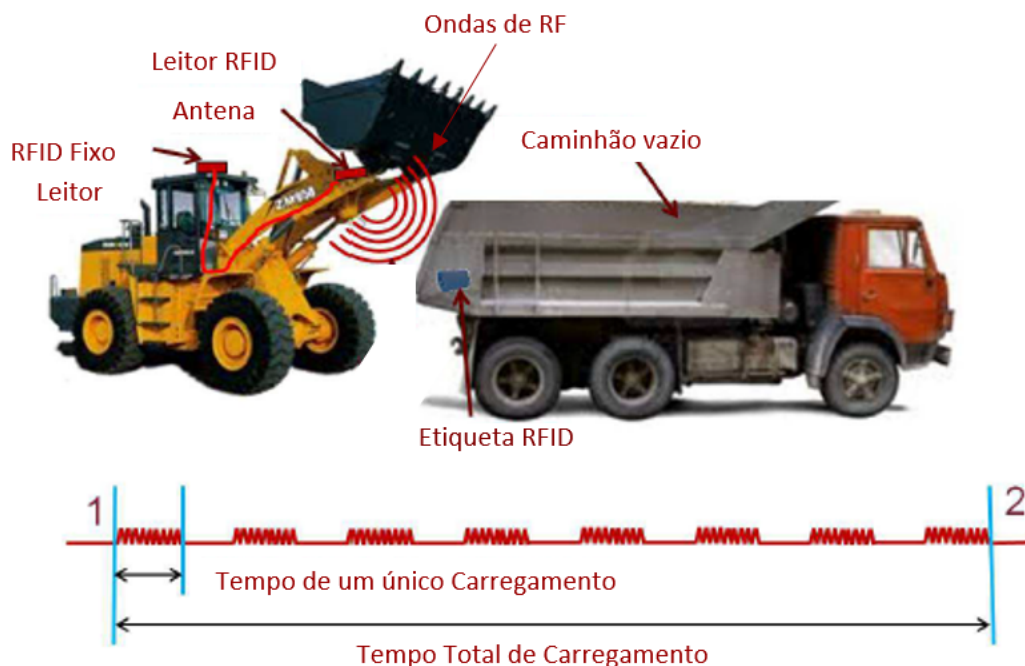 Ondas de RF
Leitor RFID
Antena
RFID Fixo
Leitor
Caminhão vazio
ZM90
Etiqueta RFID
1
2
Tempo de um único Carregamento
Tempo Total de Carregamento